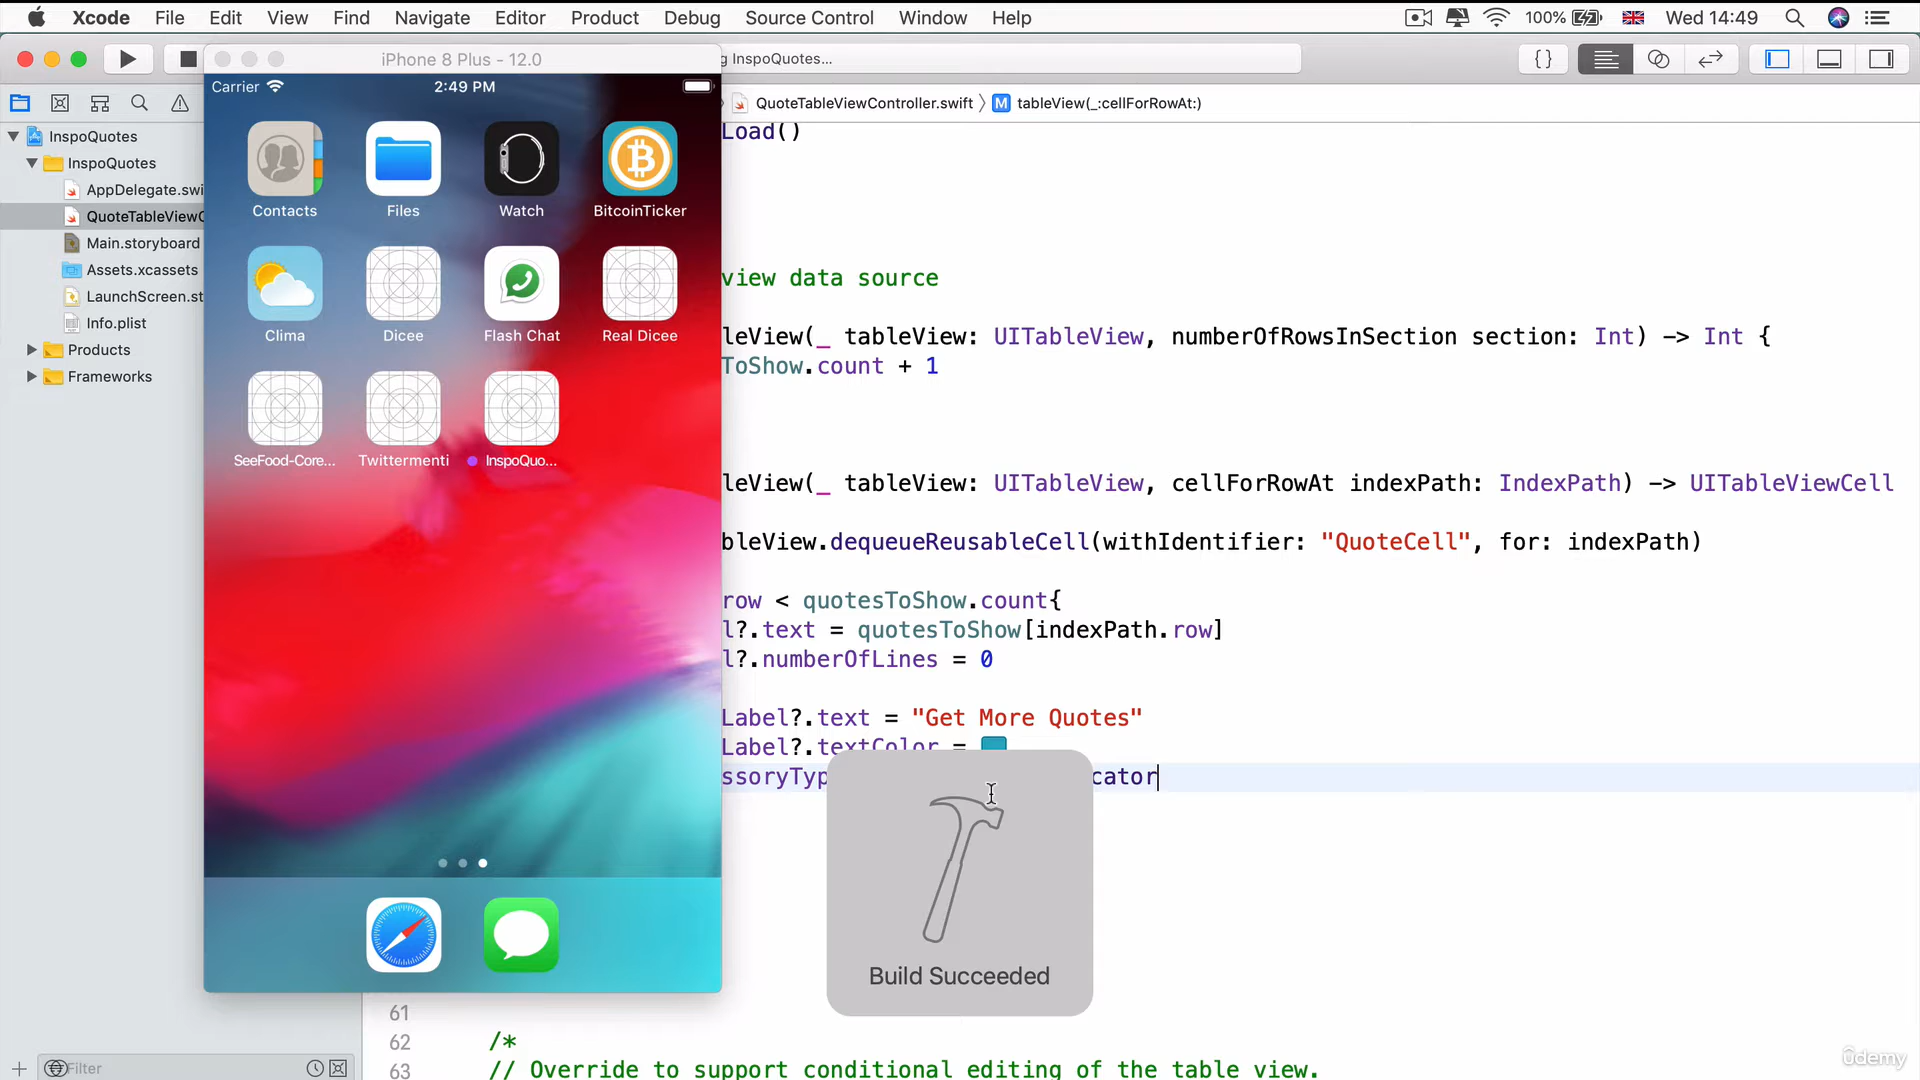 Xcode File Edit View Find Navigate Editor Product Debug Source Control Window Help 100% Wed 14:49
iPhone 8 Plus - 12.0
InspoQuotes...
{}
Carrier 2:49 PM
QuoteTableViewController.swift 〉 M tableView(_:cellForRowAt:)
InspoQuotes
InspoQuotes
AppDelegate.swi
QuoteTableViewC
Main.storyboard
Assets.xcassets
LaunchScreen.st
Info.plist
Products
Frameworks
Filter
Contacts Files Watch BitcoinTicker
Clima Dicee Flash Chat Real Dicee
SeeFood-Core... Twittermenti InspoQuo...
Load()
view data source
leView(_ tableView: UITableView, numberOfRowsInSection section: Int) -> Int {
ToShow.count + 1
leView(_ tableView: UITableView, cellForRowAt indexPath: IndexPath) -> UITableViewCell
bleView.dequeueReusableCell(withIdentifier: "QuoteCell", for: indexPath)
row < quotesToShow.count{
l?.text = quotesToShow[indexPath.row]
l?.numberOfLines = 0
Label?.text = "Get More Quotes"
Label?.textColor =
ssoryTyp cator
Build Succeeded
61
62 /*
63 // Override to support conditional editing of the table view.
ûdemy